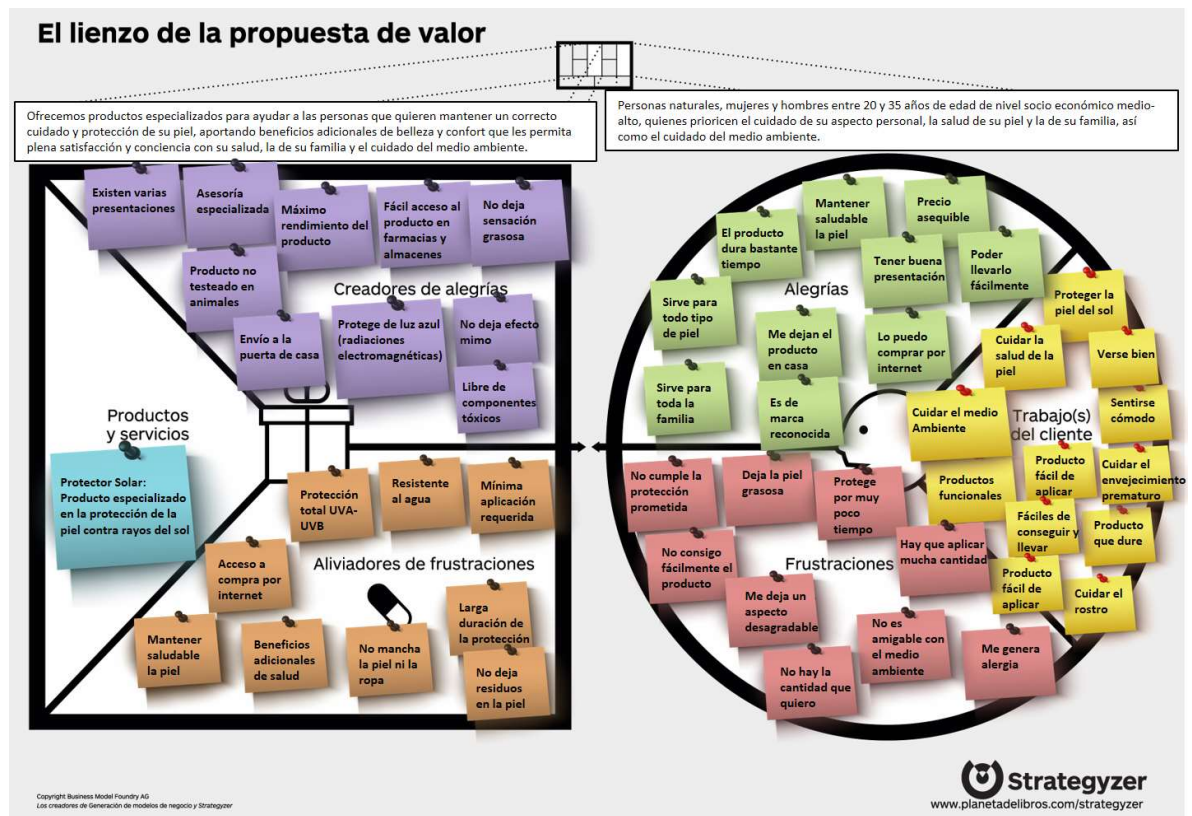 El lienzo de la propuesta de valor
Ofrecemos productos especializados para ayudar a las personas que quieren mantener un correcto
cuidado y protección de su piel, aportando beneficios adicionales de belleza y confort que les permita
plena satisfacción y conciencia con su salud, la de su familia y el cuidado del medio ambiente.
Personas naturales, mujeres y hombres entre 20 y 35 años de edad de nivel socio económico medio-
alto, quienes prioricen el cuidado de su aspecto personal, la salud de su piel y la de su familia, así
como el cuidado del medio ambiente.
Existen varias
presentaciones
Asesoría
especializada
Máximo
rendimiento del
producto
Fácil acceso al
producto en
farmacias y
almacenes
No deja
sensación
grasosa
Producto no
testeado en
animales
Creadores de alegrías
Envío a la
puerta de casa
Protege de luz azul
(radiaciones
electromagnéticas)
No deja efecto
mimo
Libre de
componentes
tóxicos
Productos
y servicios
Protector Solar:
Producto especializado
en la protección de la
piel contra rayos del sol
Protección
total UVA-
UVB
Resistente
al agua
Mínima
aplicación
requerida
Acceso a
compra por
internet
Aliviadores de frustraciones
Mantener
saludable
la piel
Beneficios
adicionales
de salud
No mancha
la piel ni la
ropa
Larga
duración de
la protección
No deja
residuos
en la piel
El producto
dura bastante
tiempo
Mantener
saludable
la piel
Precio
asequible
Tener buena
presentación
Poder
llevarlo
fácilmente
Alegrías
Sirve para
todo tipo
de piel
Me dejan el
producto
en casa
Lo puedo
comprar por
internet
Sirve para
toda la
familia
Es de
marca
reconocida
Proteger la
piel del sol
Cuidar la
salud de la
piel
Verse bien
Cuidar el medio
Ambiente
Sentirse
cómodo
Trabajo(s)
del cliente
Productos
funcionales
Producto
fácil de
aplicar
Cuidar el
envejecimiento
prematuro
Fáciles de
conseguir y
llevar
Producto
que dure
Producto
fácil de
aplicar
Cuidar el
rostro
No cumple la
protección
prometida
Deja la piel
grasosa
Protege
por muy
poco
tiempo
No consigo
fácilmente el
producto
Frustraciones
Hay que aplicar
mucha cantidad
Me deja un
aspecto
desagradable
No es
amigable con
el medio
ambiente
Me genera
alergia
No hay la
cantidad que
quiero
Copyright Business Model Foundry AG
Los creadores de Generación de modelos de negocio y Strategyzer
Strategyzer
www.planetadelibros.com/strategyzer